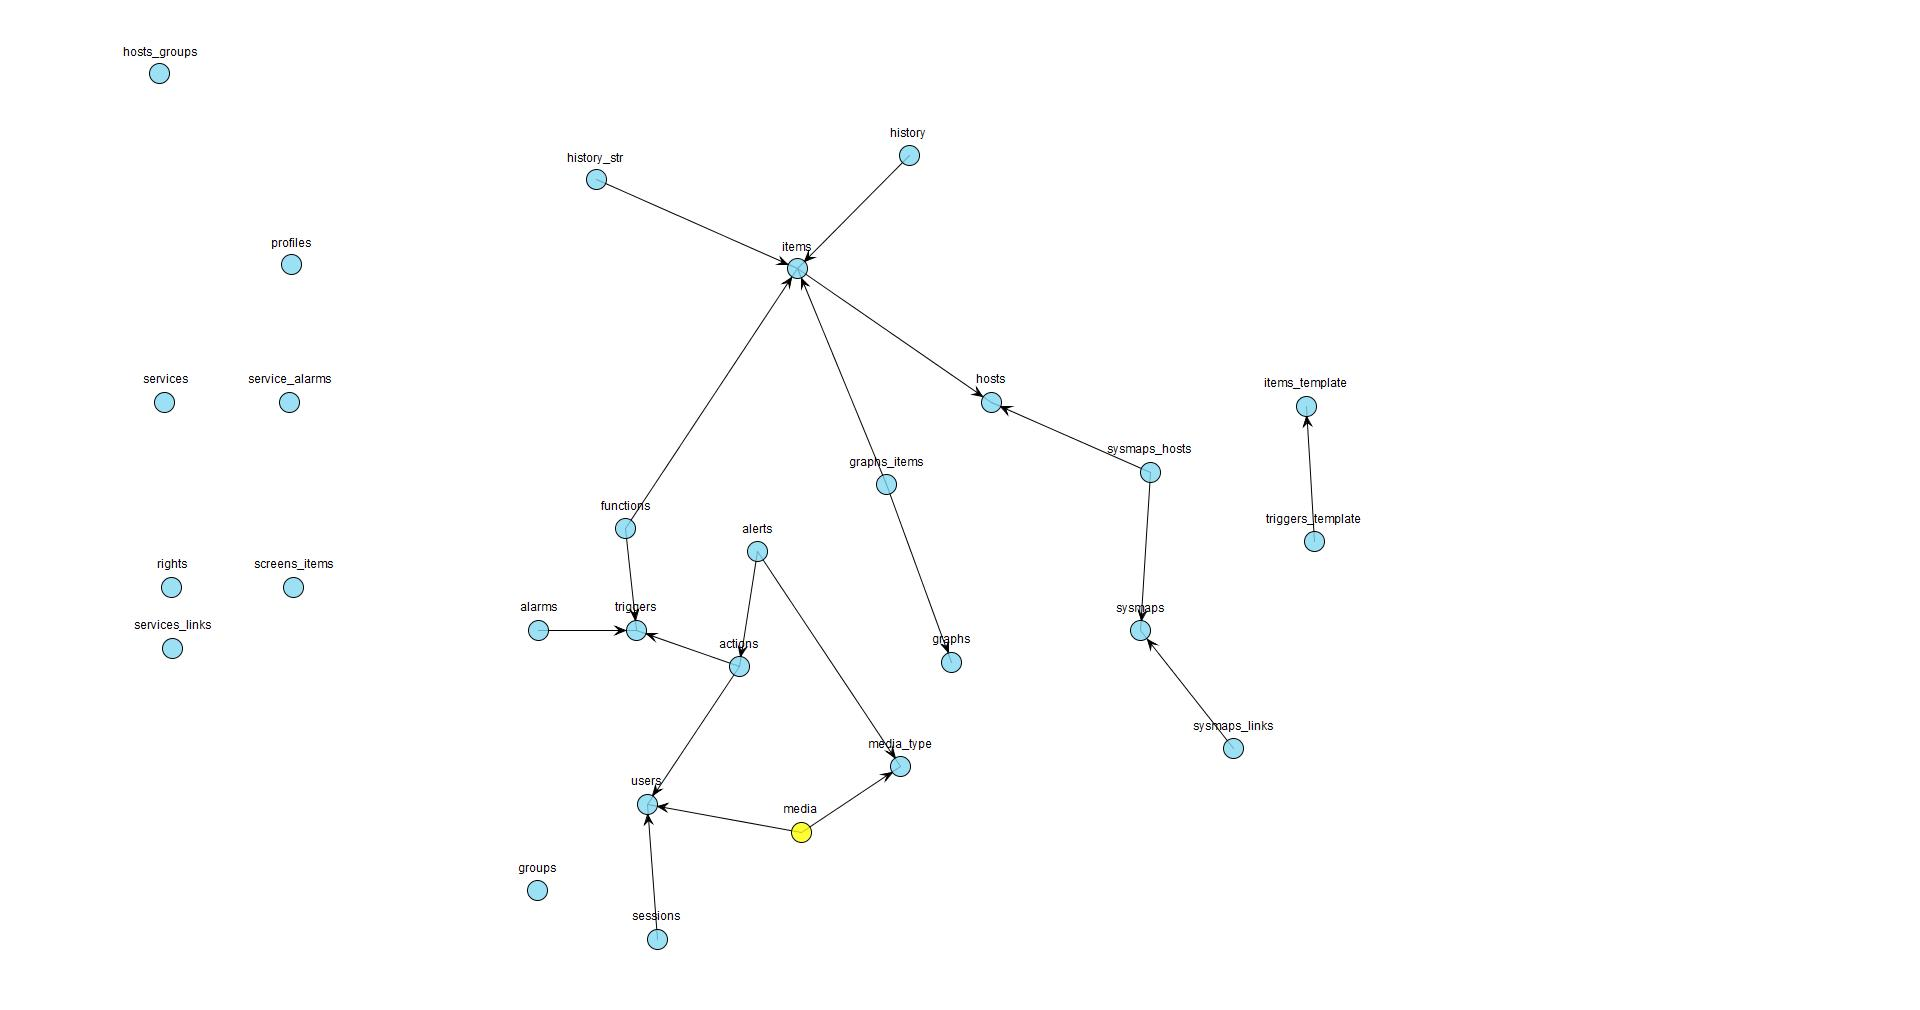 hosts_groups
history
history_str
profiles
items
services
service_alarms
hosts
items_template
sysmaps_hosts
graphs_items
functions
triggers_template
alerts
rights
screens_items
alarms
triggers
sysmaps
services_links
actions
graphs
sysmaps_links
media_type
users
media
groups
sessions